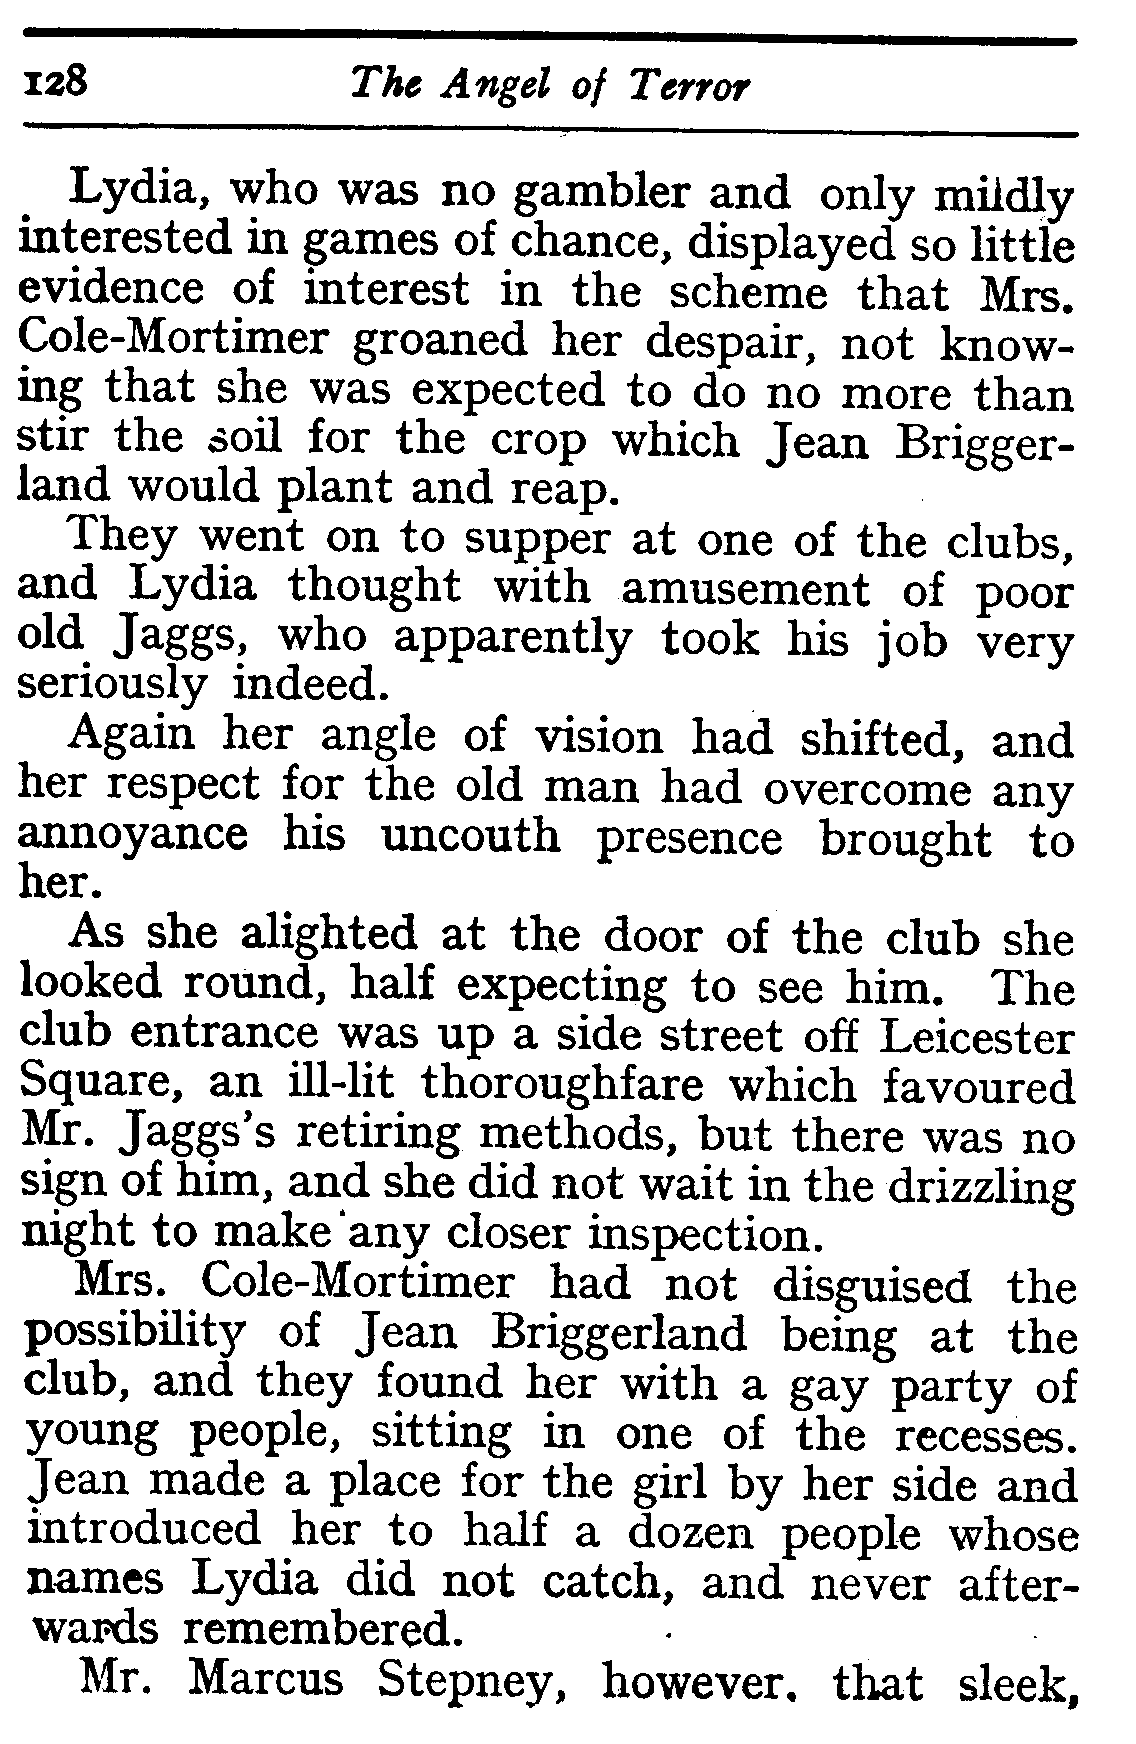 128 The Angel of Terror
Lydia, who was no gambler and only mildly
interested in games of chance, displayed so little
evidence of interest in the scheme that Mrs.
Cole-Mortimer groaned her despair, not know-
ing that she was expected to do no more than
stir the soil for the crop which Jean Brigger-
land would plant and reap.
They went on to supper at one of the clubs,
and Lydia thought with amusement of poor
old Jaggs, who apparently took his job very
seriously indeed.
Again her angle of vision had shifted, and
her respect for the old man had overcome any
annoyance his uncouth presence brought to
her.
As she alighted at the door of the club she
looked round, half expecting to see him. The
club entrance was up a side street off Leicester
Square, an ill-lit thoroughfare which favoured
Mr. Jaggs's retiring methods, but there was no
sign of him, and she did not wait in the drizzling
night to make any closer inspection.
Mrs. Cole-Mortimer had not disguised the
possibility of Jean Briggerland being at the
club, and they found her with a gay party of
young people, sitting in one of the recesses.
Jean made a place for the girl by her side and
introduced her to half a dozen people whose
names Lydia did not catch, and never after-
wards remembered.
Mr. Marcus Stepney, however, that sleek,